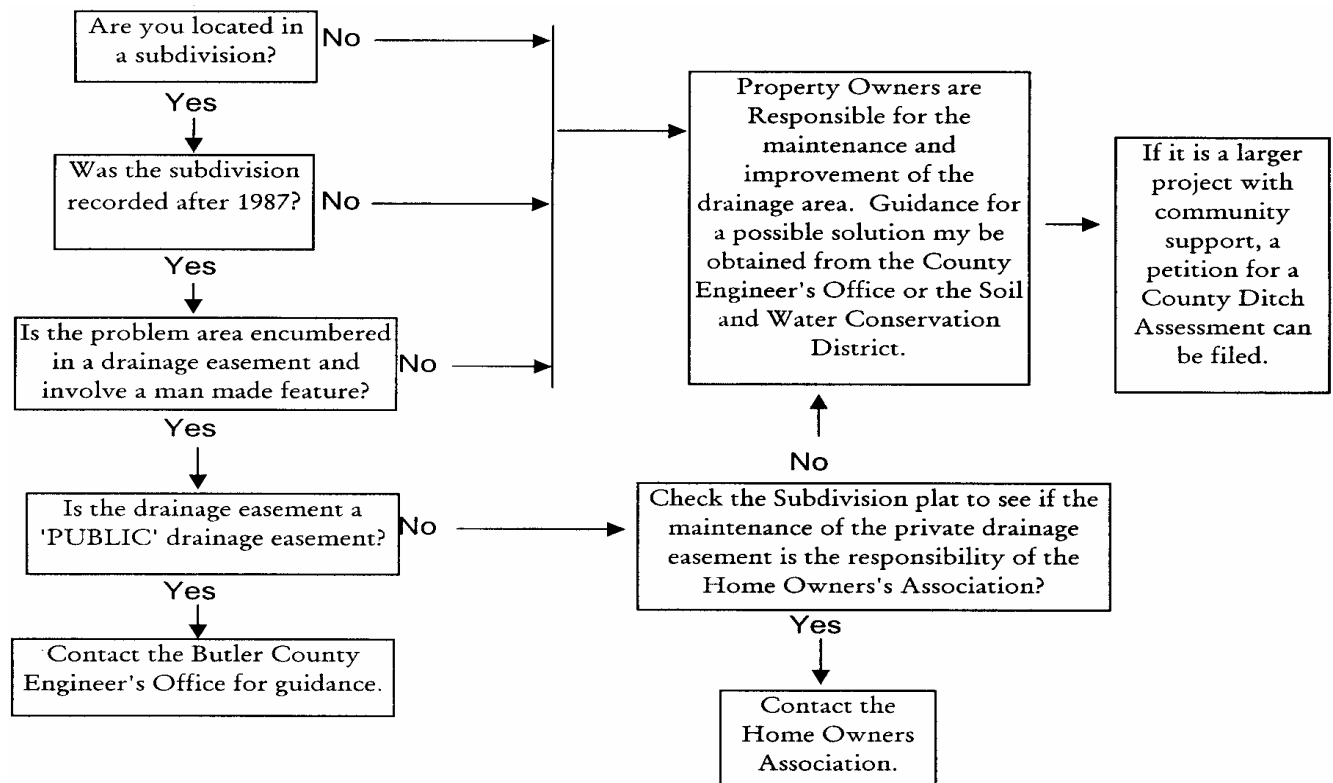 Are you located in
a subdivision?
No
Yes
Was the subdivision
recorded after 1987?
No
Yes
Is the problem area encumbered
in a drainage easement and
involve a man made feature?
No
Yes
Is the drainage easement a
'PUBLIC' drainage easement?
No
Yes
Contact the Butler County
Engineer's Office for guidance.
Property Owners are
Responsible for the
maintenance and
improvement of the
drainage area. Guidance for
a possible solution my be
obtained from the County
Engineer's Office or the Soil
and Water Conservation
District.
If it is a larger
project with
community
support, a
petition for a
County Ditch
Assessment can
be filed.
No
Check the Subdivision plat to see if the
maintenance of the private drainage
easement is the responsibility of the
Home Owners's Association?
Yes
Contact the
Home Owners
Association.